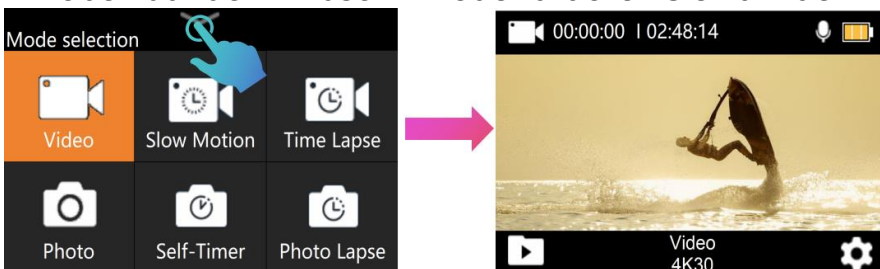 Mode selection
Video
Slow Motion
Time Lapse
Photo
Self-Timer
Photo Lapse
00:00:00 | 02:48:14
Video
4K30